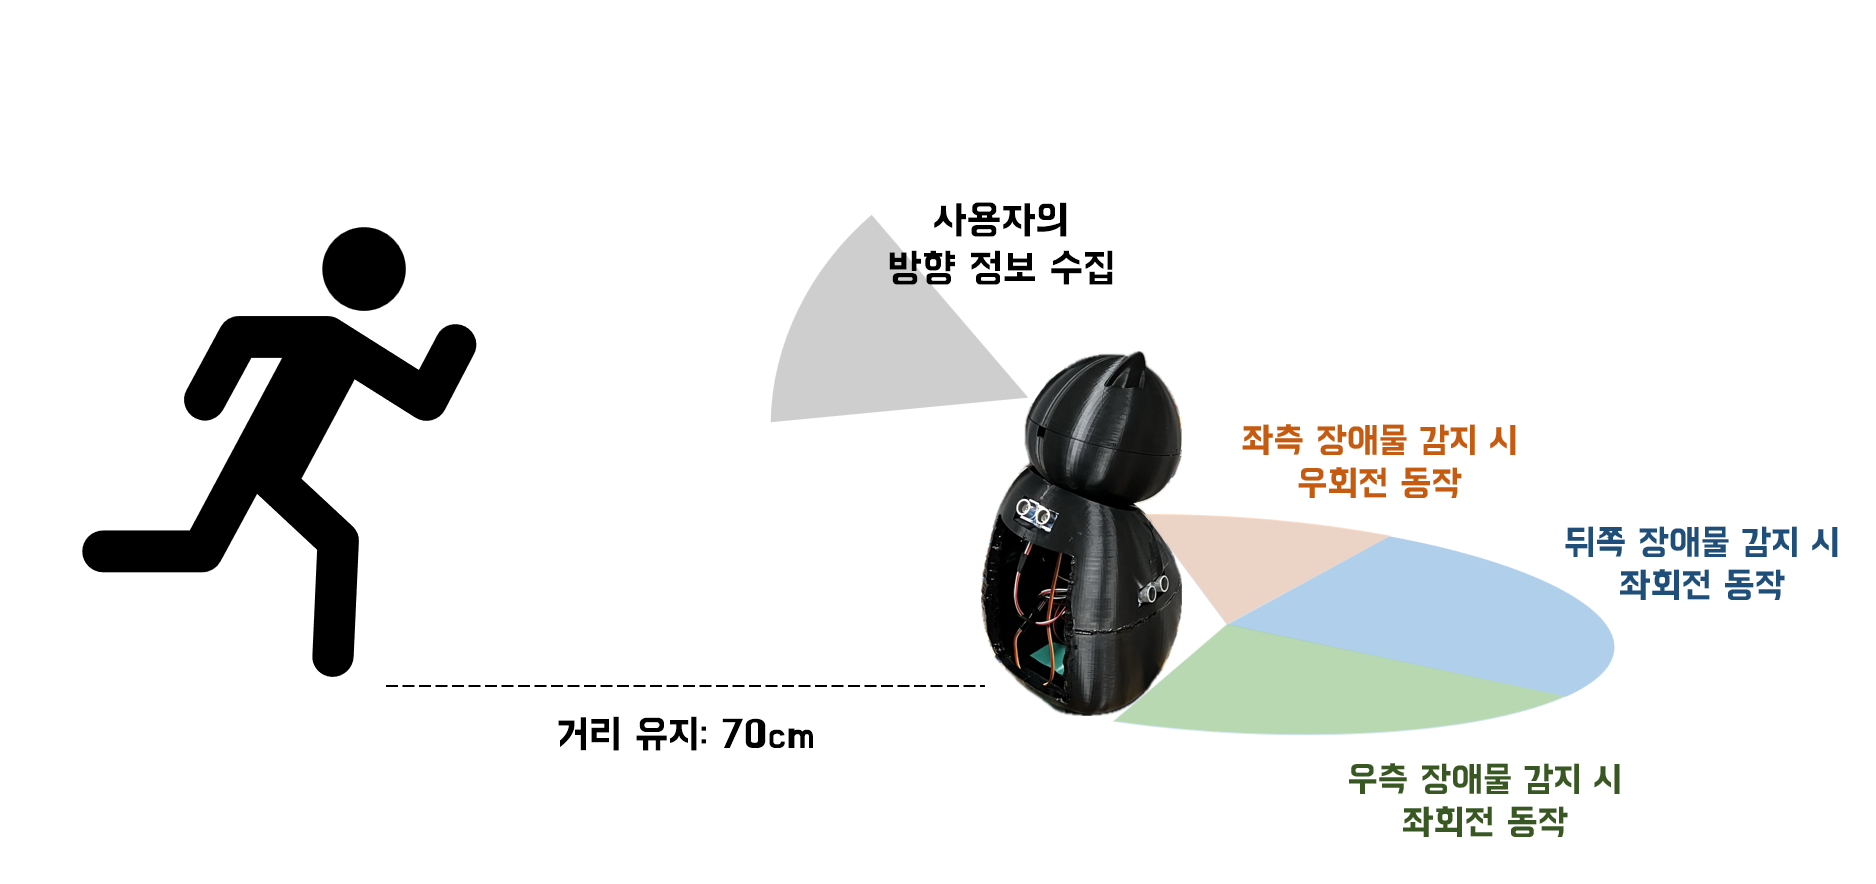 사용자의
방향 정보 수집
좌측 장애물 감지 시
우회전 동작
뒤쪽 장애물 감지 시
좌회전 동작
거리 유지: 70cm
우측 장애물 감지 시
좌회전 동작